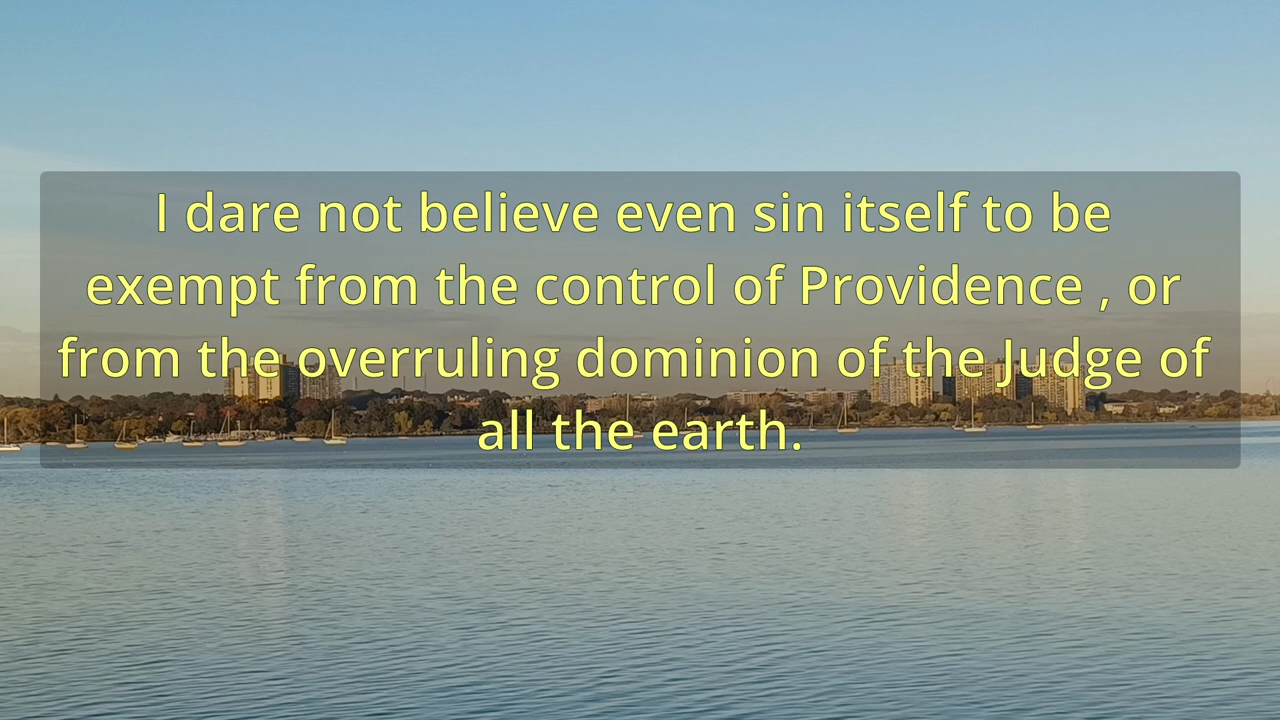 I dare not believe even sin itself to be
exempt from the control of Providence , or
from the overruling dominion of the Judge of
all the earth.